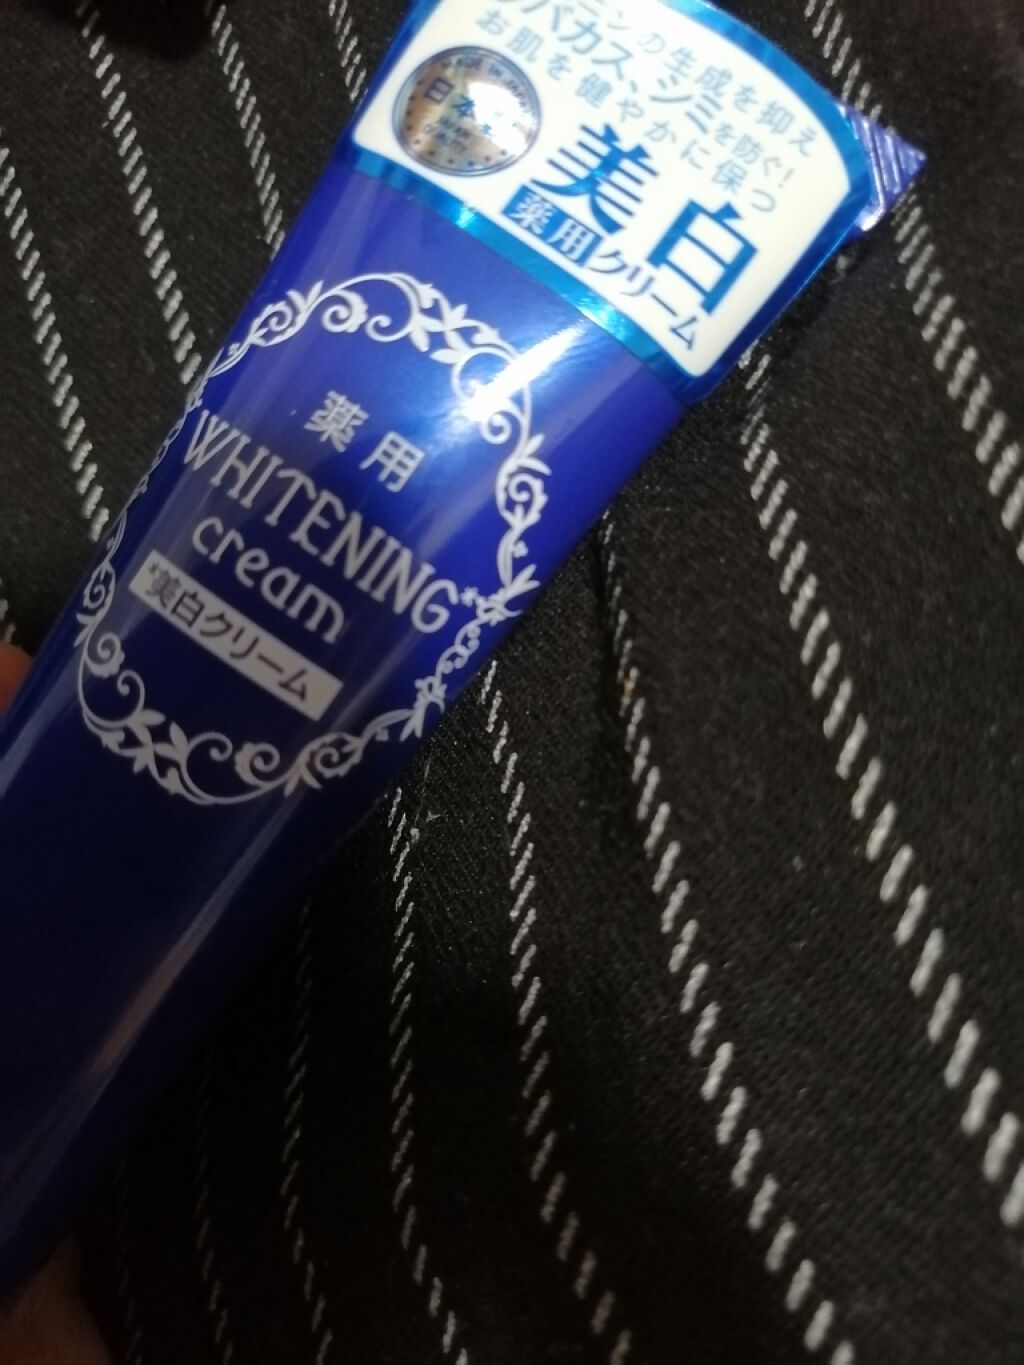 ンの生成を抑え
バカス、シミを防ぐ!
お肌を健やかに保つ
日本
美白
薬用クリーム
薬用
WHITENING
cream
*美白クリーム